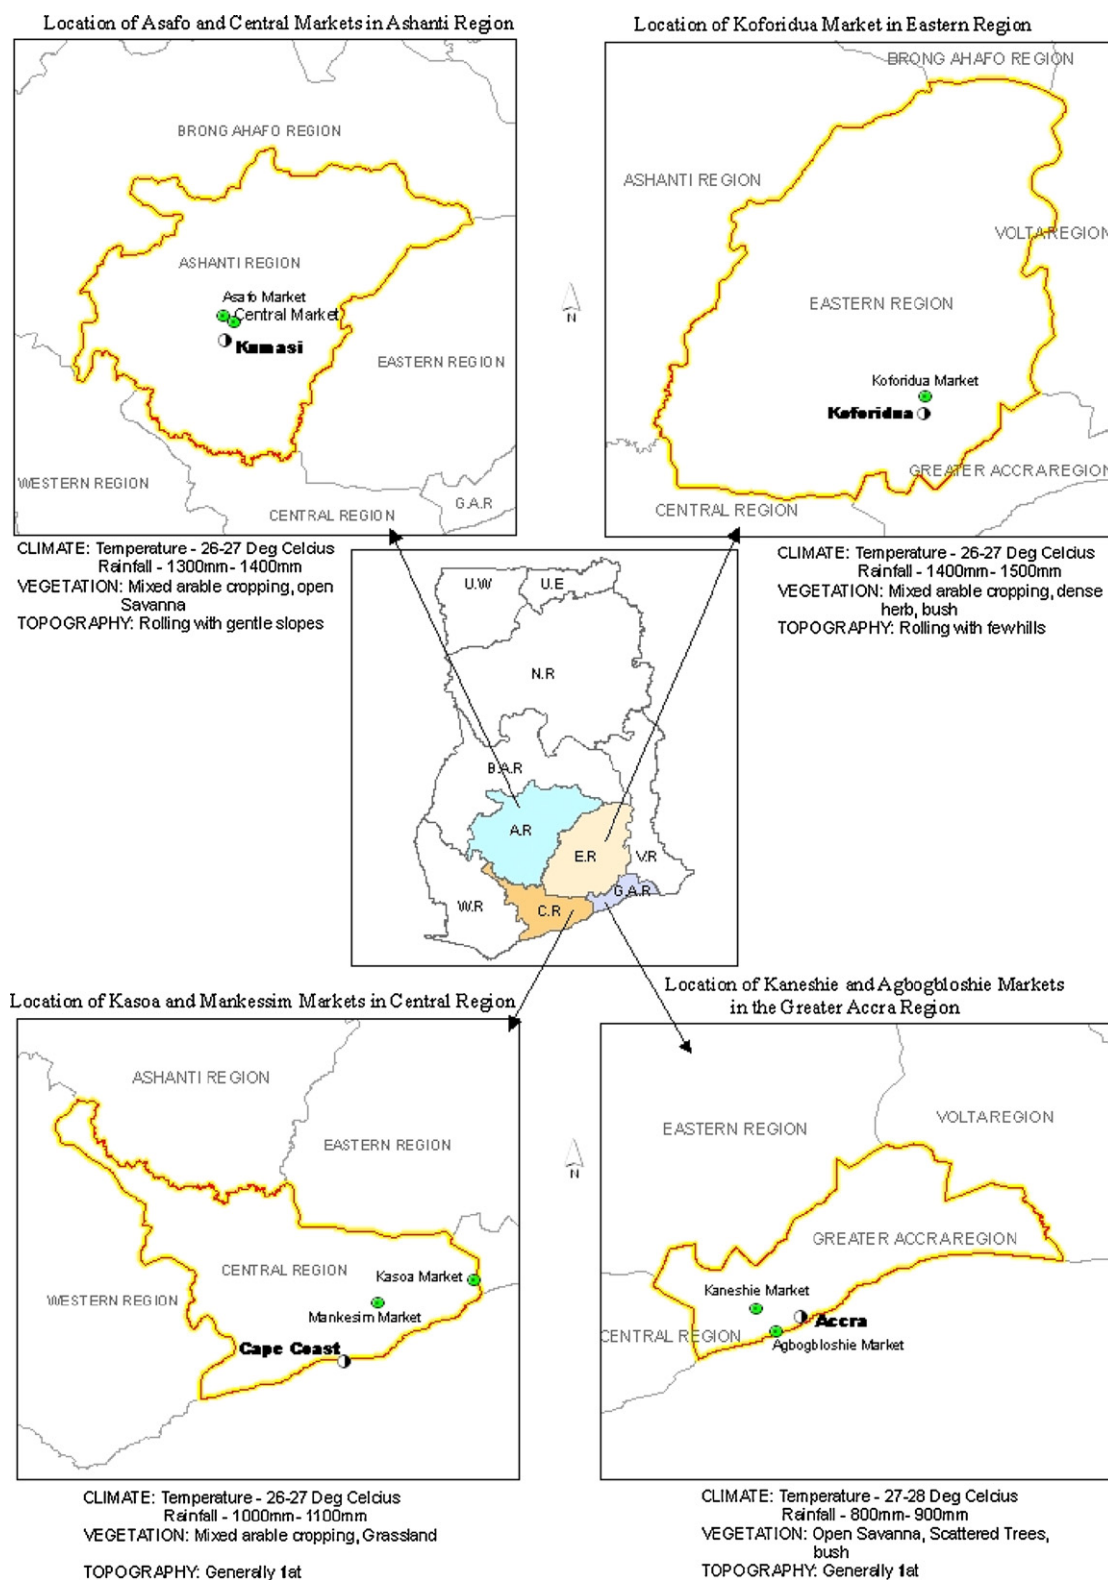 Location of Asafo and Central Markets in Ashanti Region
BRONG AHAFO REGION
ASHANTI REGION
Asafo Market
Central Market
Kumasi
EASTERN REGION
WESTERN REGION
CENTRAL REGION
G.A.R
CLIMATE: Temperature - 26-27 Deg Celcius
Rainfall - 1300mm- 1400mm
VEGETATION: Mixed arable cropping, open
Savanna
TOPOGRAPHY: Rolling with gentle slopes
N
Location of Koforidua Market in Eastern Region
BRONG AHAFO REGION
ASHANTI REGION
VOLTA REGION
EASTERN REGION
Koforidua Market
Koforidua
GREATER ACCRA REGION
CENTRAL REGION
CLIMATE: Temperature - 26-27 Deg Celcius
Rainfall - 1400mm- 1500mm
VEGETATION: Mixed arable cropping, dense
herb, bush
TOPOGRAPHY: Rolling with fewhills
U.W
U.E
N.R
B.A.R
A.R
E.R
V.R
G.A.R
W.R
C.R
Location of Kasoa and Mankessim Markets in Central Region
ASHANTI REGION
EASTERN REGION
CENTRAL REGION
Kasoa Market
WESTERN REGION
Mankesim Market
Cape Coast
CLIMATE: Temperature - 26-27 Deg Celcius
Rainfall - 1000mm- 1100mm
VEGETATION: Mixed arable cropping, Grassland
TOPOGRAPHY: Generally 1at
N
Location of Kaneshie and Agbogbloshie Markets
in the Greater Accra Region
VOLTA REGION
EASTERN REGION
GREATER ACCRA REGION
Kaneshie Market
Accra
CENTRAL REGION
Agbogbloshie Market
CLIMATE: Temperature - 27-28 Deg Celcius
Rainfall - 800mm- 900mm
VEGETATION: Open Savanna, Scattered Trees,
bush
TOPOGRAPHY: Generally 1at